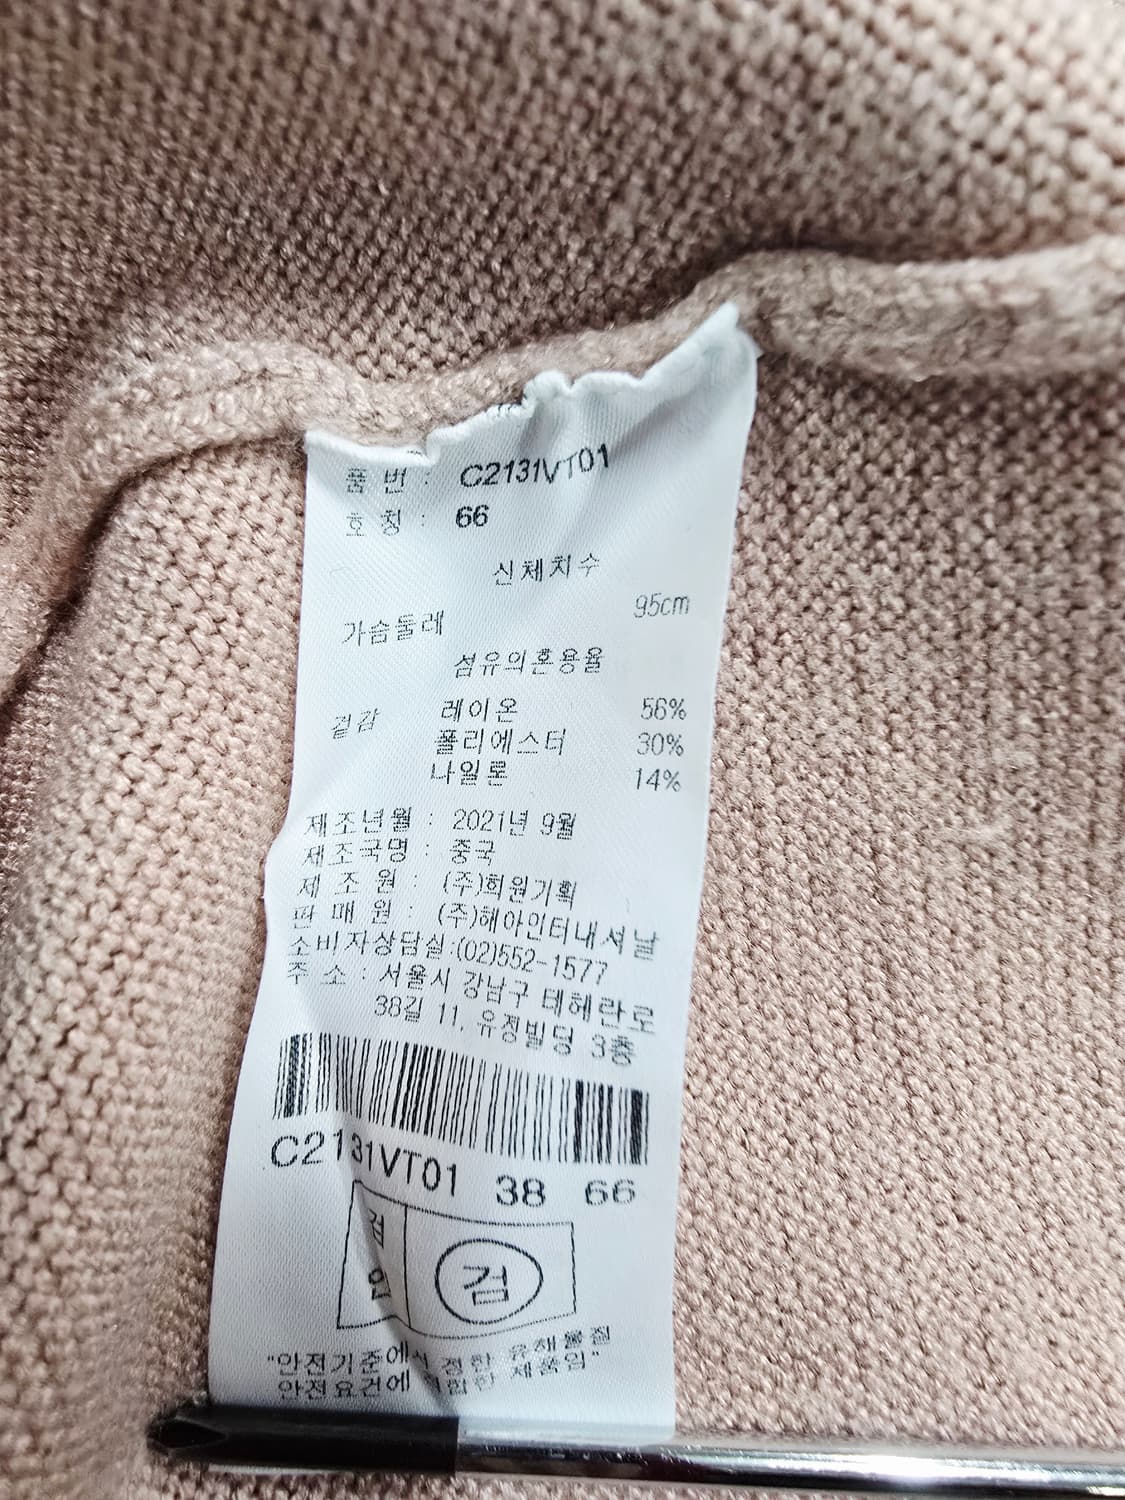 품 번 : C2131VT01
호 칭 : 66
신체치수
가슴둘레 95cm
섬유의혼용율
겉감 레이온 56%
폴리에스터 30%
나일론 14%
제조년월 : 2021년 9월
제조국명 : 중국
제 조 원 : (주)희원기획
판 매 원 : (주)해아인터내셔날
소비자상담실:(02)552-1577
주 소 : 서울시 강남구 테헤란로
38길 11, 유정빌딩 3층
C2131VT01 38 66
검
인
검
"안전기준에서 정한 유해물질
안전요건에 적합한 제품임"